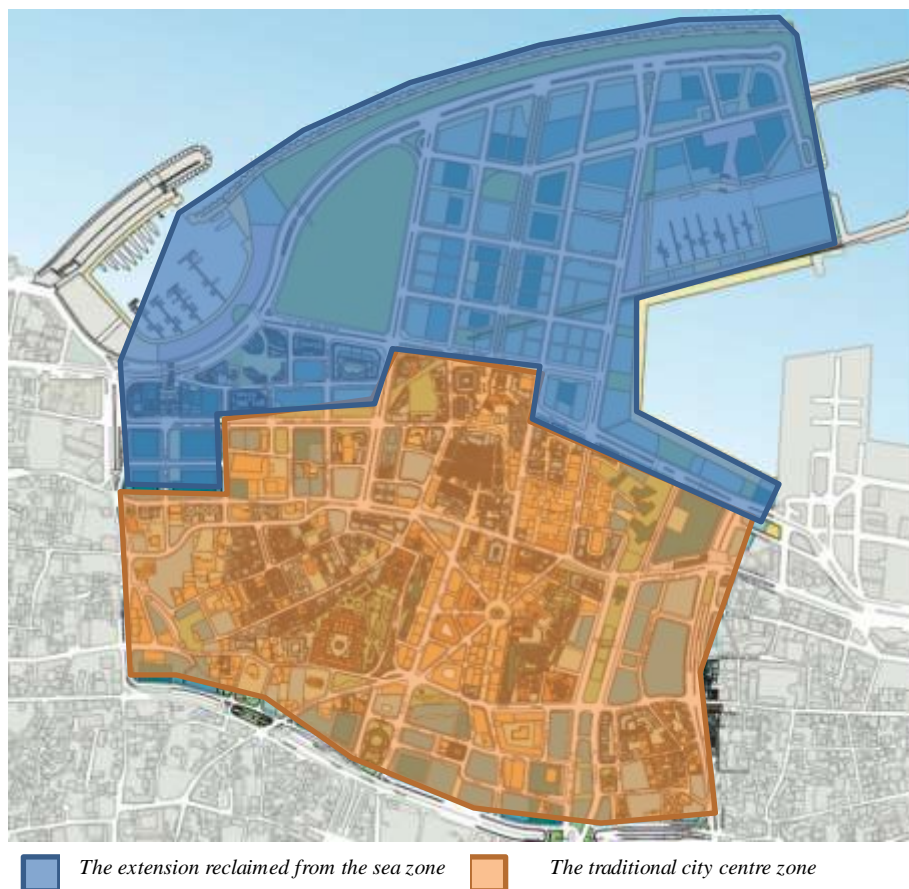 The extension reclaimed from the sea zone The traditional city centre zone